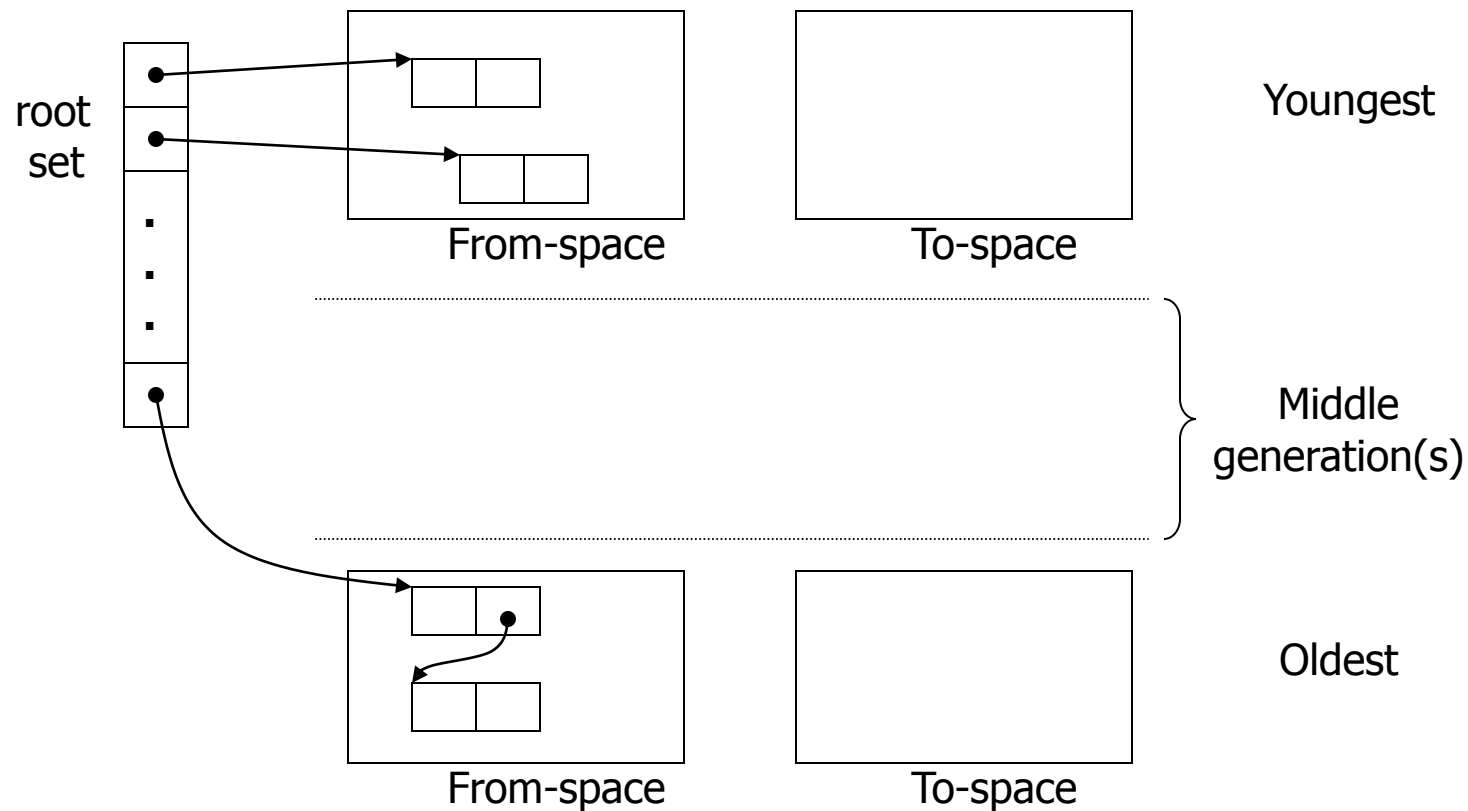 root
set
Youngest
From-space
To-space
Middle
generation(s)
Oldest
From-space
To-space